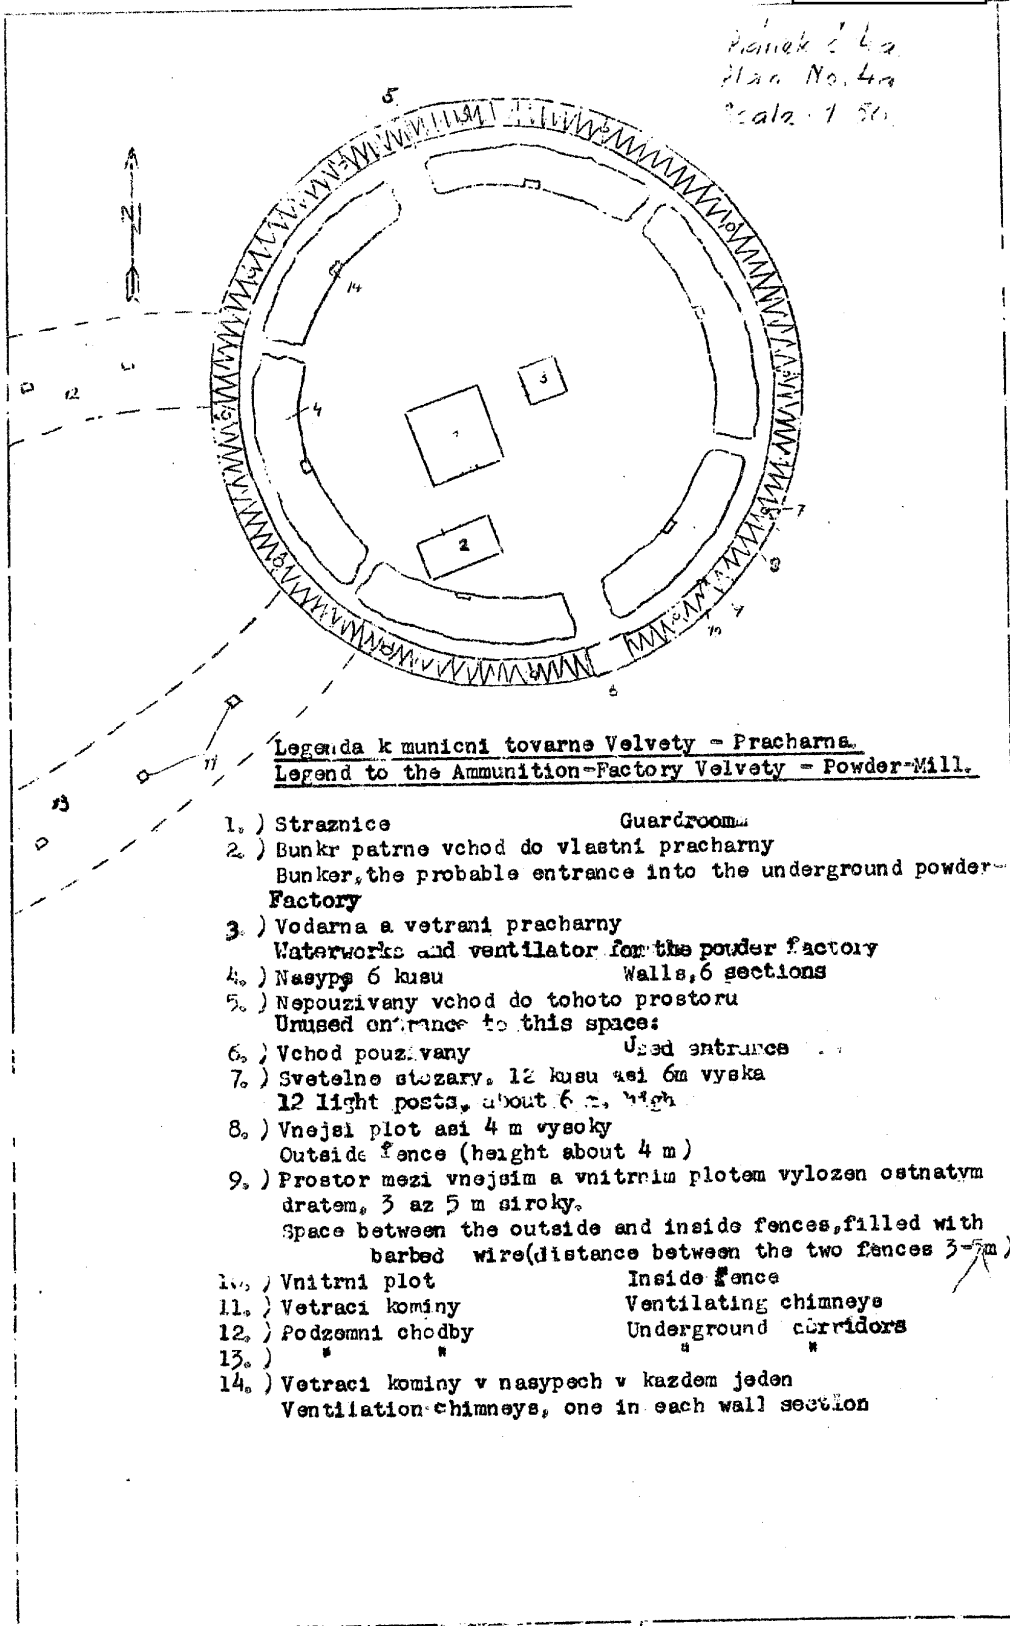 Planek č 4a
Plan No. 4a
Scale 1
5
14
12
4
3
2
7
8
9
10
6
11
13
Legenda k municni tovarne Velvety - Pracharna.
Legend to the Ammunition-Factory Velvety - Powder-Mill.
1.) Straznice Guardroom
2.) Bunkr patrne vchod do vlastni pracharny
Bunker, the probable entrance into the underground powder-
Factory
3.) Vodarna a vetrani pracharny
Waterworks and ventilator for the pouder factory
4.) Nasypy 6 kusu Walls, 6 sections
5.) Nepouzivany vchod do tohoto prostoru
Unused entrance to this space:
6.) Vchod pouzivany Used entrance
7.) Svetelne stozary. 12 kusu asi 6m vyska
12 light posts, about 6 m. high
8.) Vnejsi plot asi 4 m vysoky
Outside fence (height about 4 m)
9.) Prostor mezi vnejsim a vnitrnim plotem vylozen ostnatym
dratem, 3 az 5 m siroky.
Space between the outside and inside fences, filled with
barbed wire(distance between the two fences 3-5m)
10.) Vnitrni plot Inside Fence
11.) Vetraci kominy Ventilating chimneys
12.) Podzemni chodby Underground corridors
13.) " " " "
14.) Vetraci kominy v nasypech v kazdem jeden
Ventilation chimneys, one in each wall section